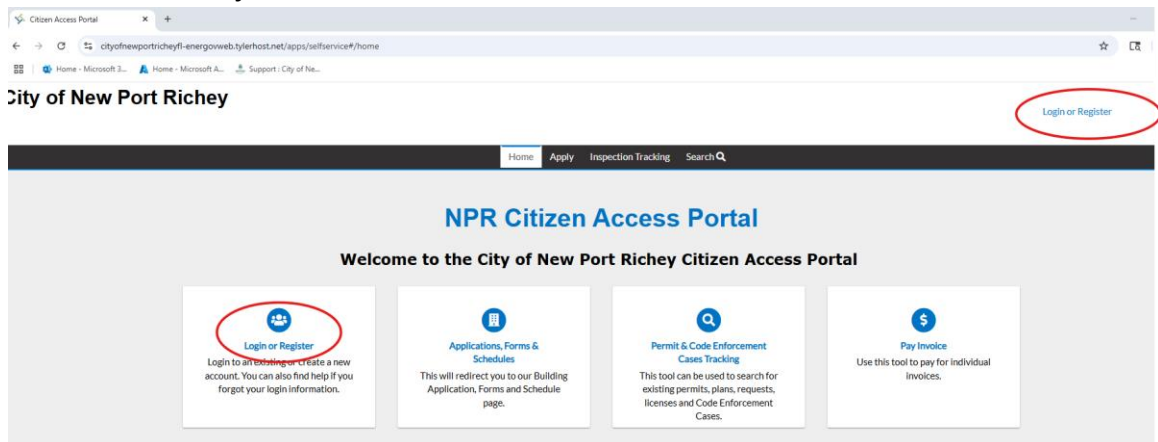 Citizen Access Portal
cityofnewportricheyfl-energovweb.tylerhost.net/apps/selfservice#/home
Home - Microsoft 3... Home - Microsoft A... Support : City of Ne...
City of New Port Richey
Login or Register
Home Apply Inspection Tracking Search
NPR Citizen Access Portal
Welcome to the City of New Port Richey Citizen Access Portal
Login or Register
Login to an existing or create a new
account. You can also find help if you
forgot your login information.
Applications, Forms &
Schedules
This will redirect you to our Building
Application, Forms and Schedule
page.
Permit & Code Enforcement
Cases Tracking
This tool can be used to search for
existing permits, plans, requests,
licenses and Code Enforcement
Cases.
Pay Invoice
Use this tool to pay for individual
invoices.